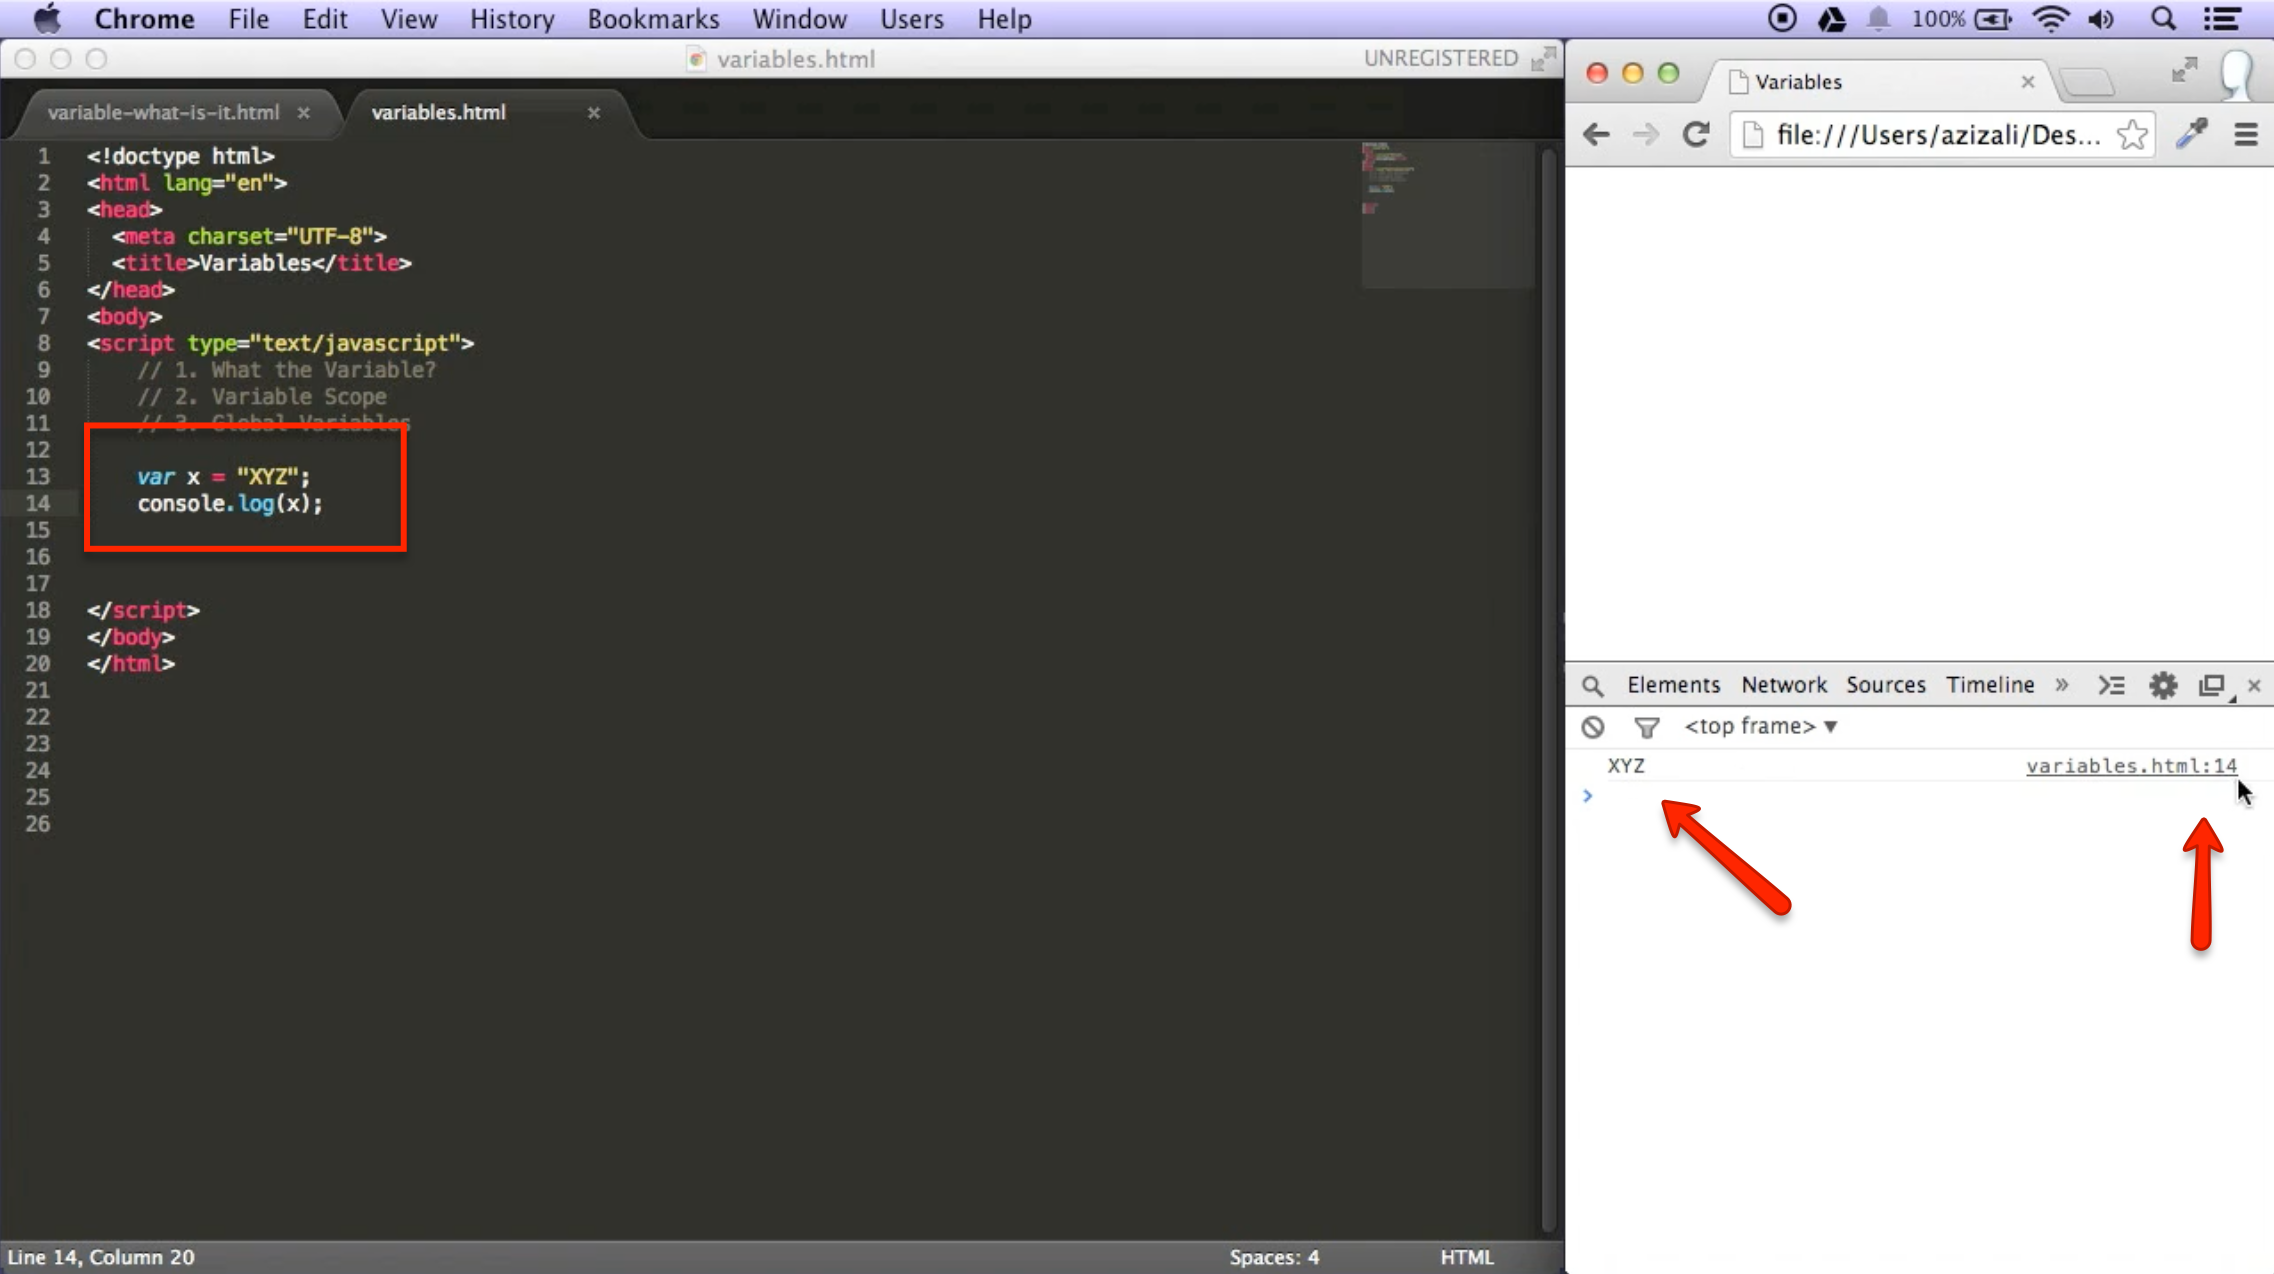 Chrome File Edit View History Bookmarks Window Users Help 100%
variables.html UNREGISTERED
variable-what-is-it.html × variables.html ×
1 <!doctype html>
2 <html lang="en">
3 <head>
4 <meta charset="UTF-8">
5 <title>Variables</title>
6 </head>
7 <body>
8 <script type="text/javascript">
9 // 1. What the Variable?
10 // 2. Variable Scope
11 // 3. Global Variables
12
13 var x = "XYZ";
14 console.log(x);
15
16
17
18 </script>
19 </body>
20 </html>
21
22
23
24
25
26
Line 14, Column 20 Spaces: 4 HTML
Variables ×
file:///Users/azizali/Des...
Elements Network Sources Timeline » ×
<top frame> ▼
XYZ variables.html:14
>